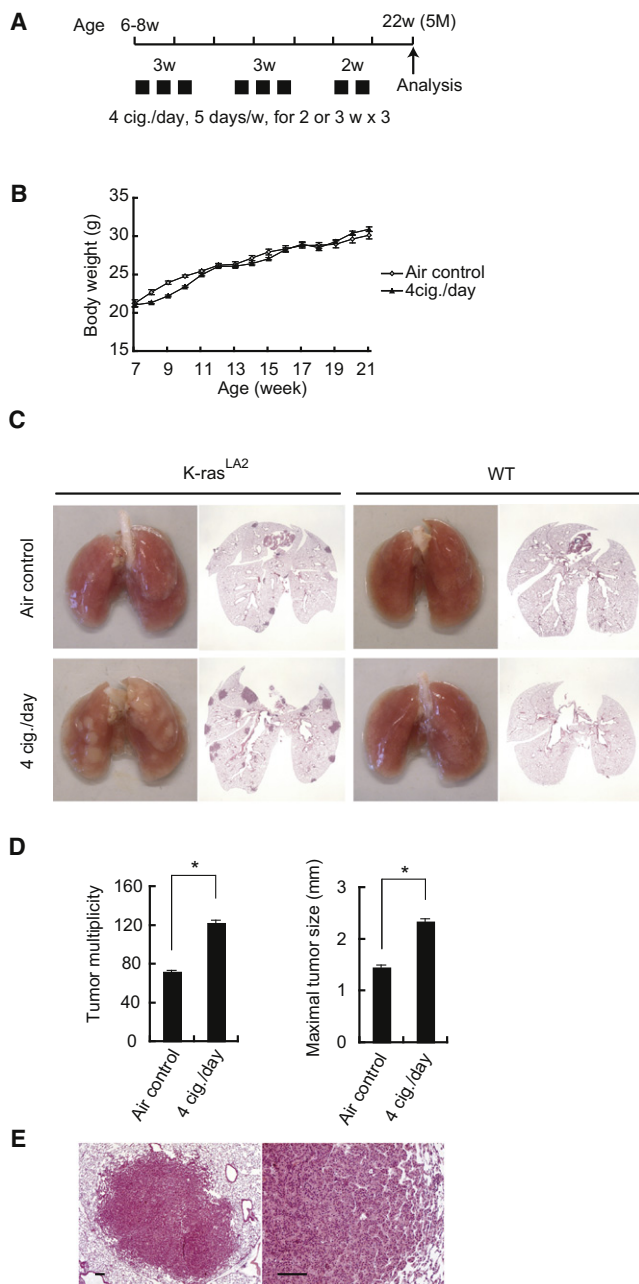 A
Age 6-8w 22w (5M)
3w 3w 2w
Analysis
4 cig./day, 5 days/w, for 2 or 3 w x 3
B
Body weight (g)
35
30
25
20
15
7 9 11 13 15 17 19 21
Age (week)
Air control
4cig./day
C
K-ras^LA2 WT
Air control
4 cig./day
D
Tumor multiplicity
160
120
80
40
0
*
Air control
4 cig./day
Maximal tumor size (mm)
3
2
1
0
*
Air control
4 cig./day
E